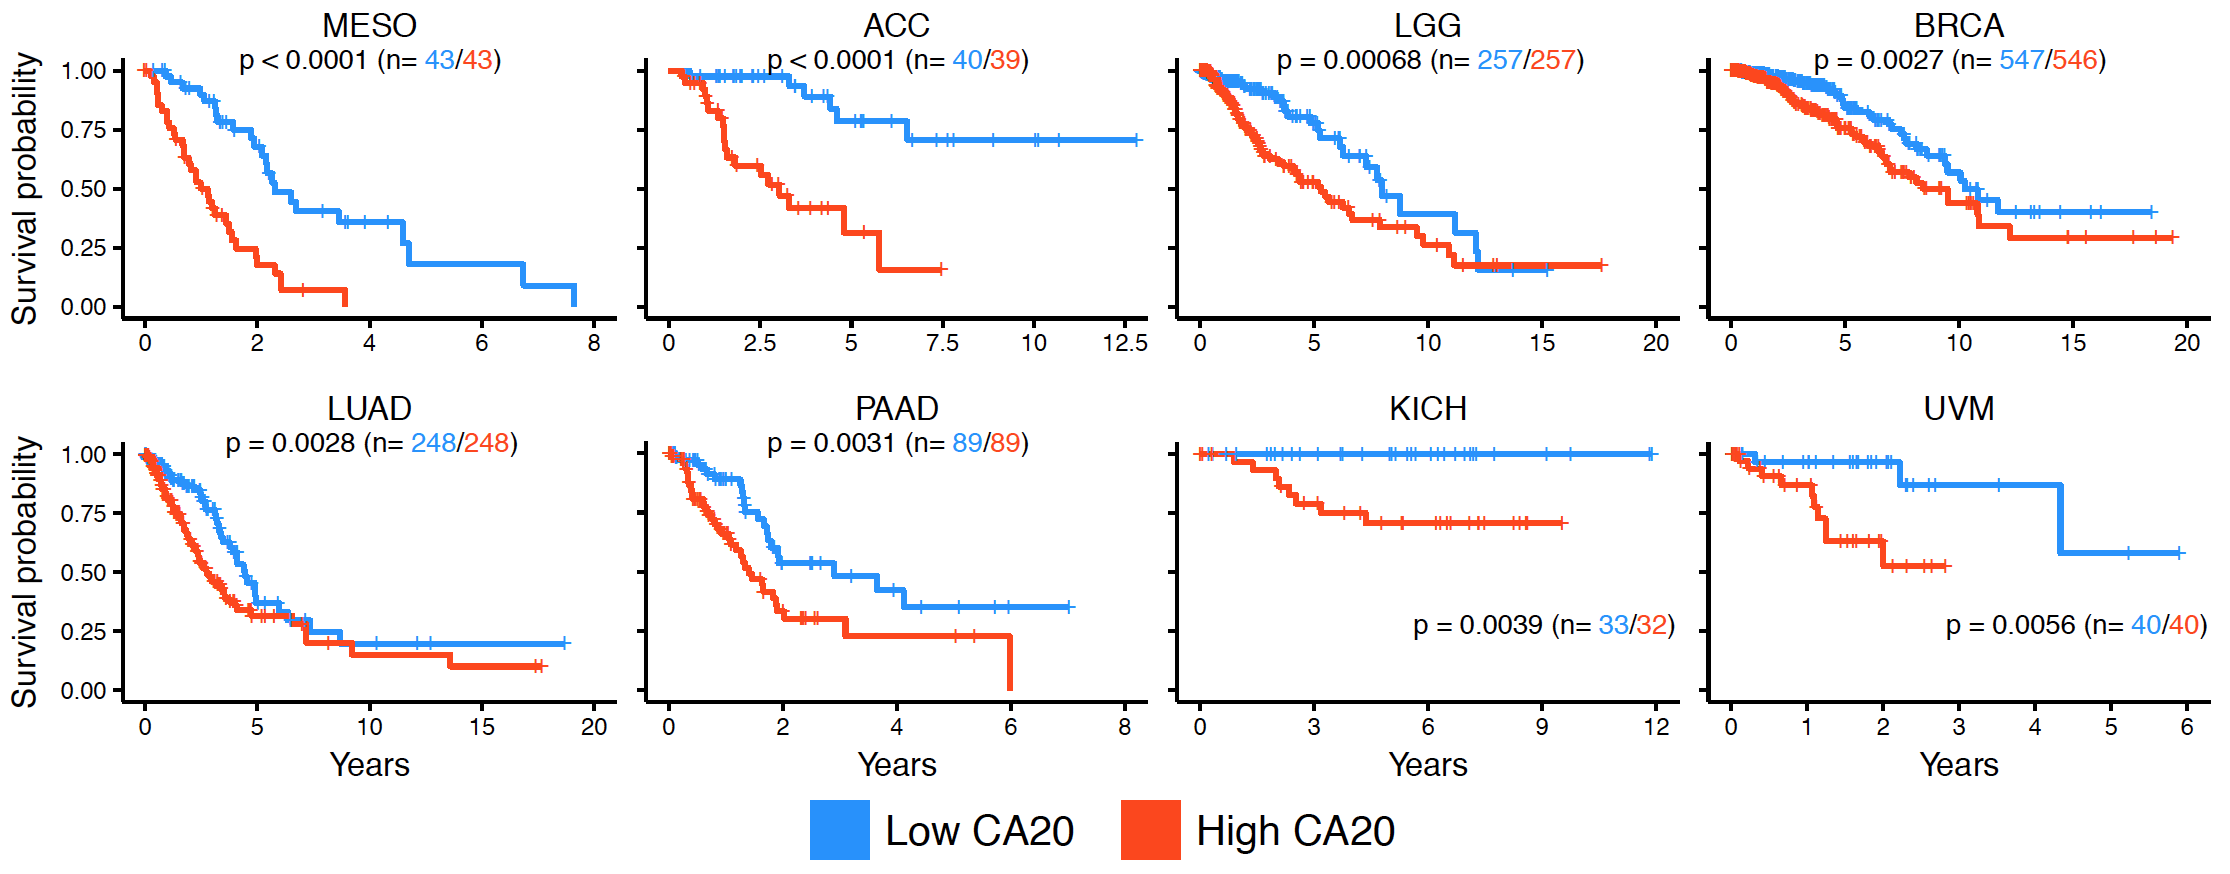 MESO
p < 0.0001 (n= 43/43)
Survival probability
1.00
0.75
0.50
0.25
0.00
0 2 4 6 8
ACC
p < 0.0001 (n= 40/39)
0 2.5 5 7.5 10 12.5
LGG
p = 0.00068 (n= 257/257)
0 5 10 15 20
BRCA
p = 0.0027 (n= 547/546)
0 5 10 15 20
LUAD
p = 0.0028 (n= 248/248)
Survival probability
1.00
0.75
0.50
0.25
0.00
0 5 10 15 20
Years
PAAD
p = 0.0031 (n= 89/89)
0 2 4 6 8
Years
KICH
p = 0.0039 (n= 33/32)
0 3 6 9 12
Years
UVM
p = 0.0056 (n= 40/40)
0 1 2 3 4 5 6
Years
Low CA20
High CA20